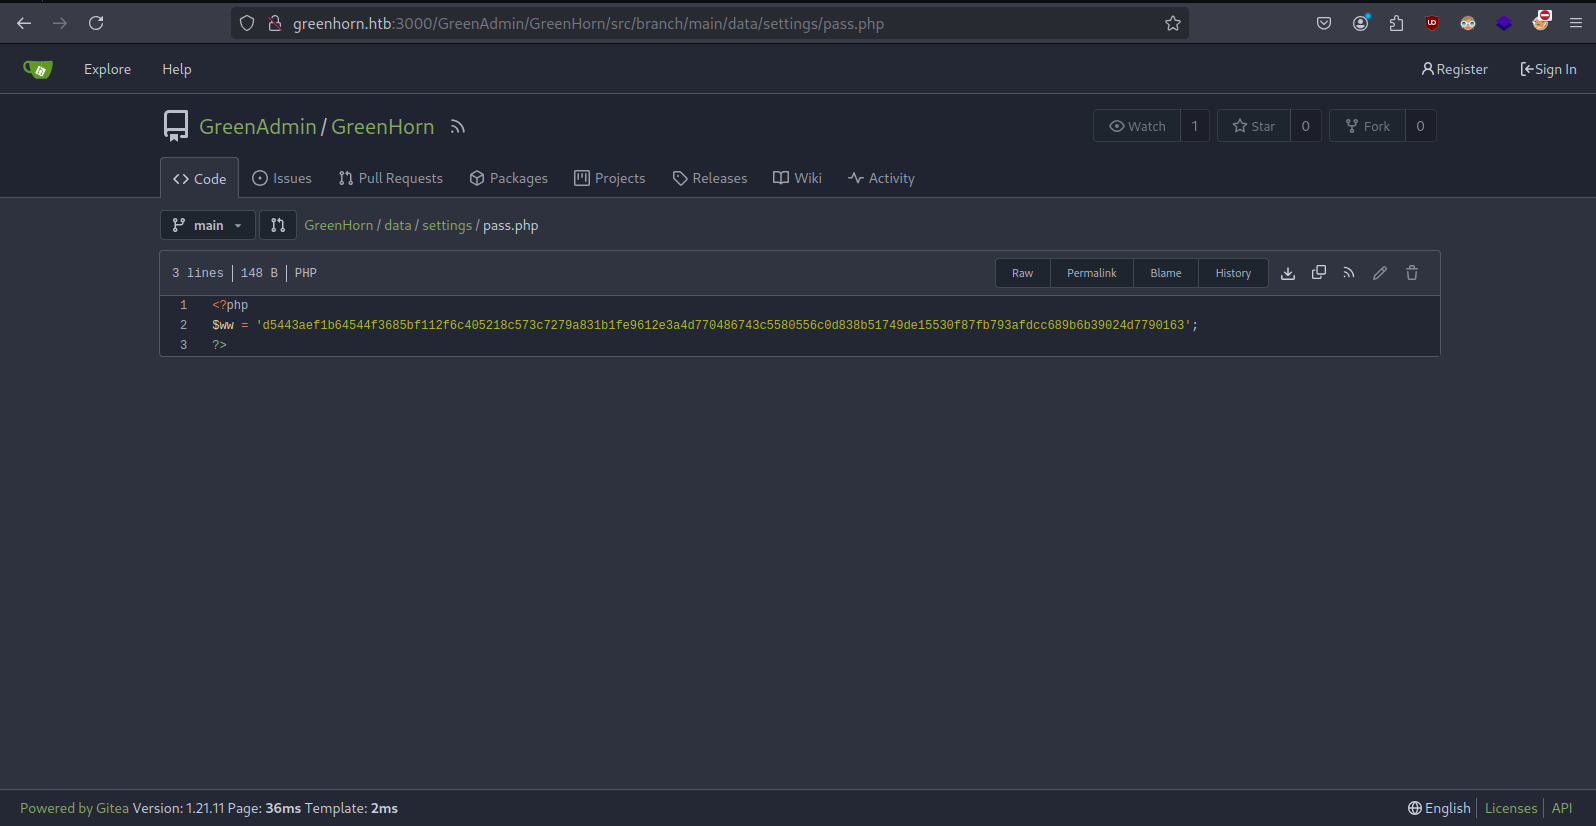 greenhorn.htb:3000/GreenAdmin/GreenHorn/src/branch/main/data/settings/pass.php
Explore Help Register Sign In
GreenAdmin / GreenHorn Watch 1 Star 0 Fork 0
Code Issues Pull Requests Packages Projects Releases Wiki Activity
main GreenHorn / data / settings / pass.php
3 lines 148 B PHP Raw Permalink Blame History
1 <?php
2 $ww = 'd5443aef1b64544f3685bf112f6c405218c573c7279a831b1fe9612e3a4d770486743c5580556c0d838b51749de15530f87fb793afdcc689b6b39024d7790163';
3 ?>
Powered by Gitea Version: 1.21.11 Page: 36ms Template: 2ms English Licenses API